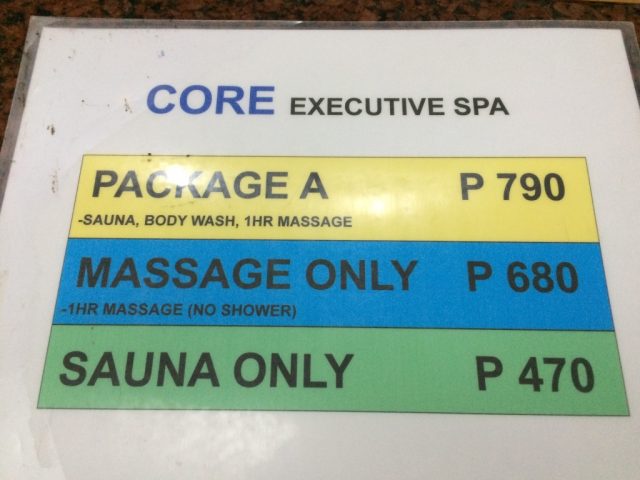 CORE EXECUTIVE SPA
PACKAGE A P 790
-SAUNA, BODY WASH, 1HR MASSAGE
MASSAGE ONLY P 680
-1HR MASSAGE (NO SHOWER)
SAUNA ONLY P 470